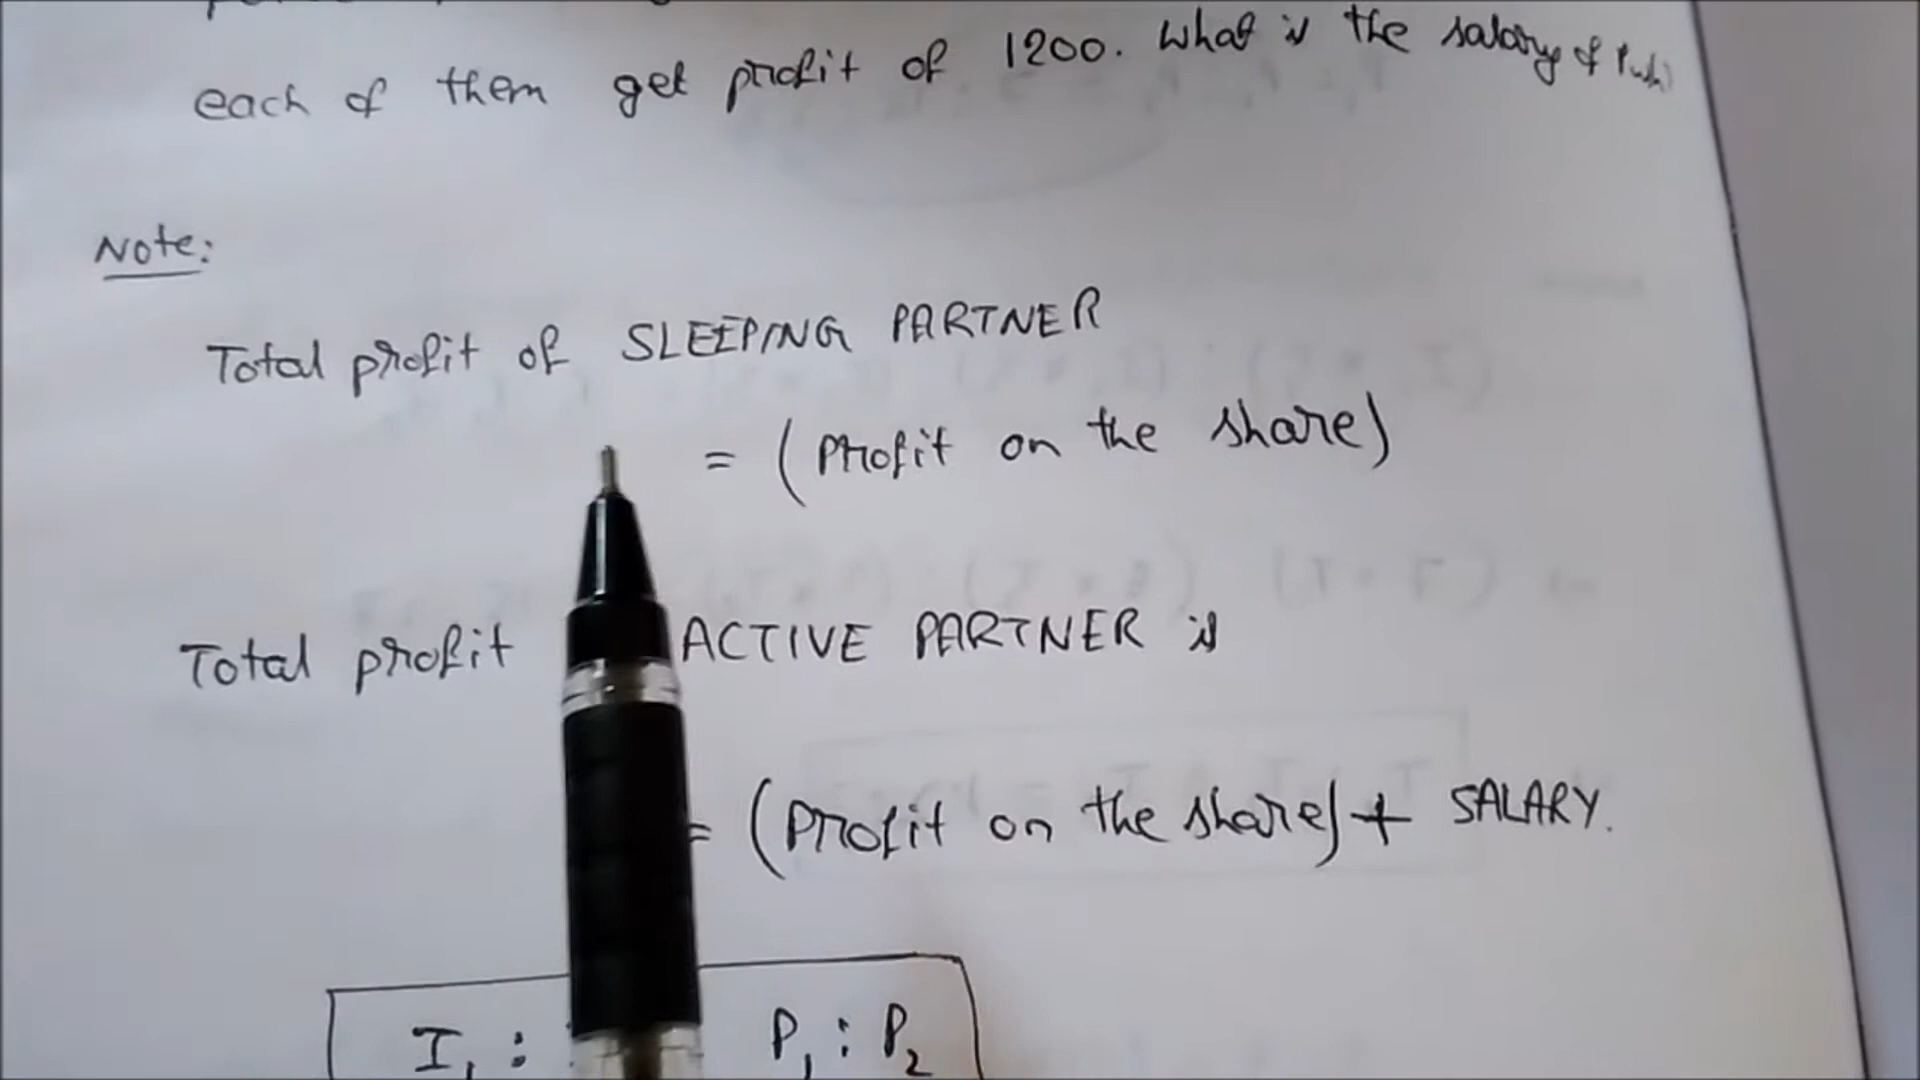 each of them get profit of 1200. What is the salary of
Note:
Total profit of SLEEPING PARTNER
= (Profit on the share)
Total profit ACTIVE PARTNER is
= (Profit on the share) + SALARY.
I₁ : P₁ : P₂